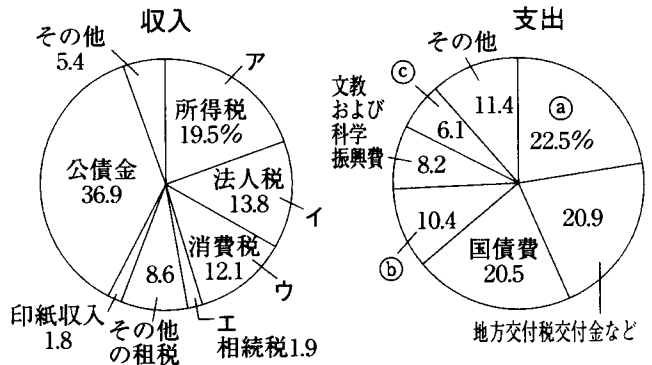 収入
その他
5.4
ア
所得税
19.5%
公債金
36.9
法人税
13.8
イ
消費税
12.1
ウ
8.6
エ
相続税1.9
印紙収入
1.8
その他
の租税
支出
その他
11.4
ⓐ
22.5%
ⓒ
6.1
文教
および
科学
振興費
8.2
20.9
10.4
ⓑ
国債費
20.5
地方交付税交付金など